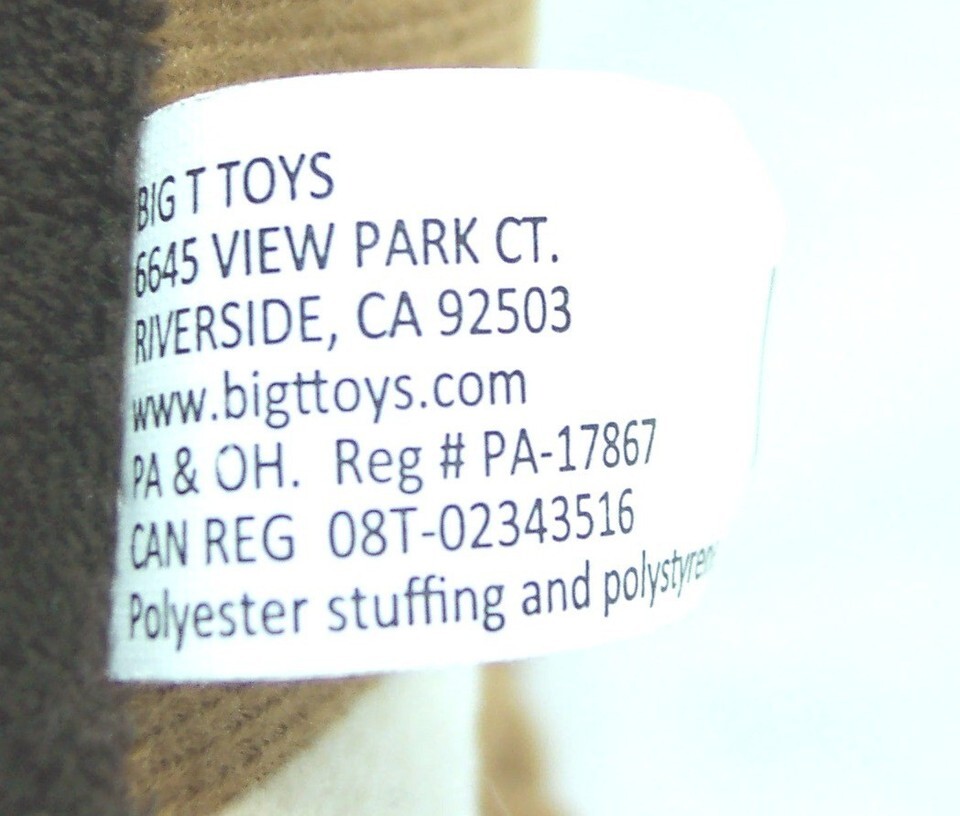 BIG T TOYS
6645 VIEW PARK CT.
RIVERSIDE, CA 92503
www.bigttoys.com
PA & OH. Reg # PA-17867
CAN REG 08T-02343516
Polyester stuffing and